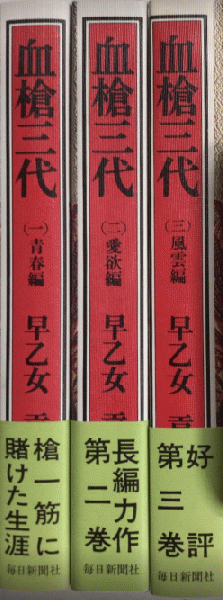 血槍三代
(一)青春編
早乙女
槍一筋に
賭けた生涯
毎日新聞社
血槍三代
(二)愛欲編
早乙女
長編力作
第二巻
毎日新聞社
血槍三代
(三)風雲編
早乙女
好評
第三巻
毎日新聞社